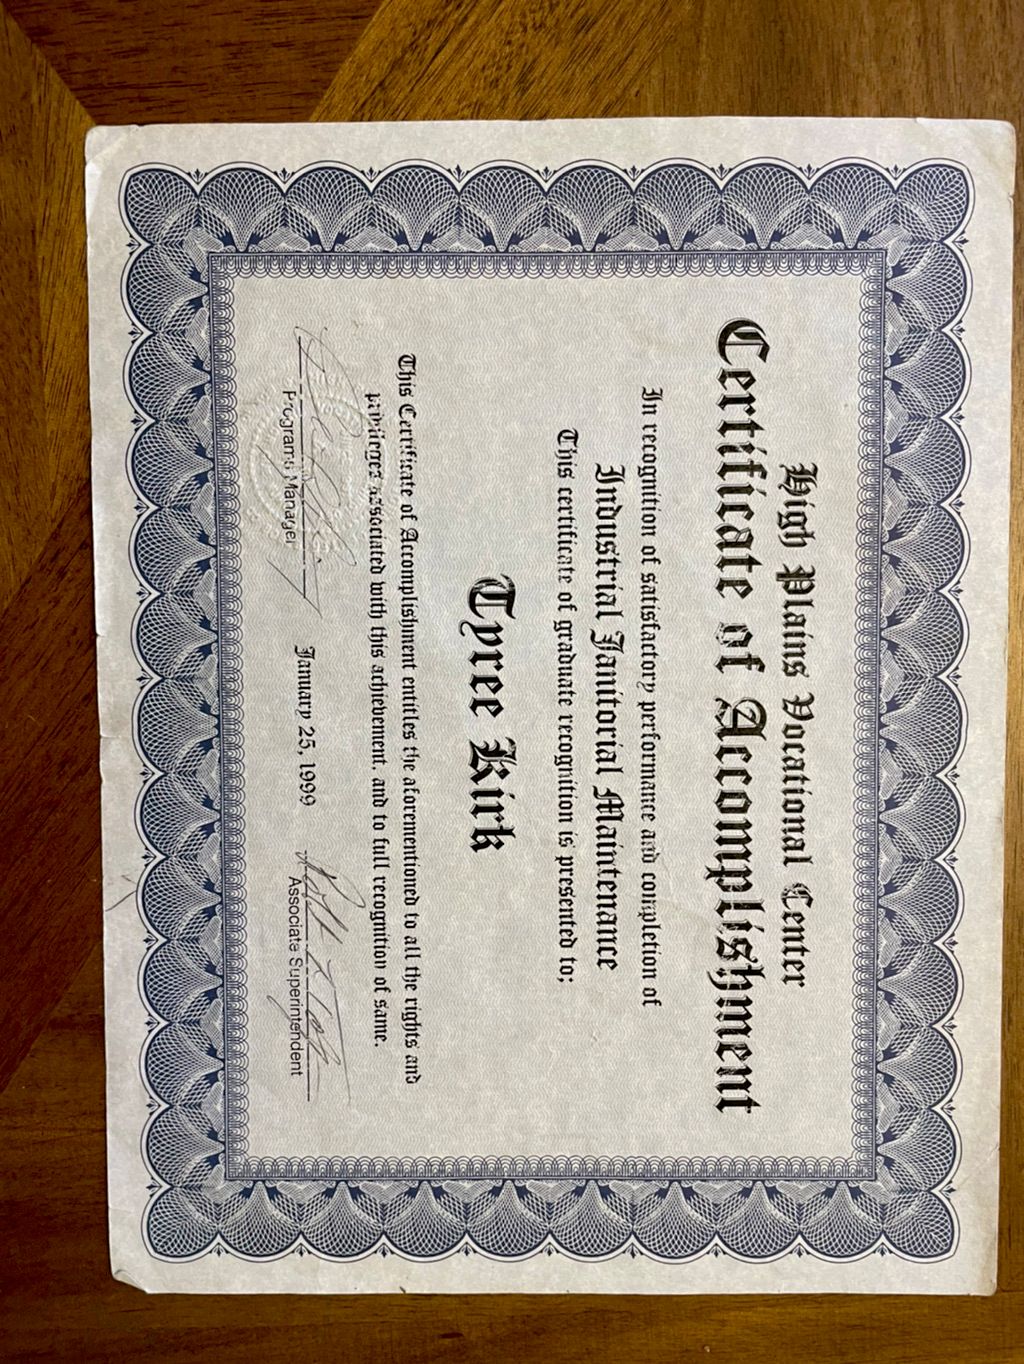 High Plains Vocational Center
Certificate of Accomplishment
In recognition of satisfactory performance and completion of
Industrial Janitorial Maintenance
This certificate of graduate recognition is presented to;
Tyree Kirk
This Certificate of Accomplishment entitles the aforementioned to all the rights and
privileges associated with this achievement, and to full recognition of same.
January 25, 1999
Programs Manager
Associate Superintendent